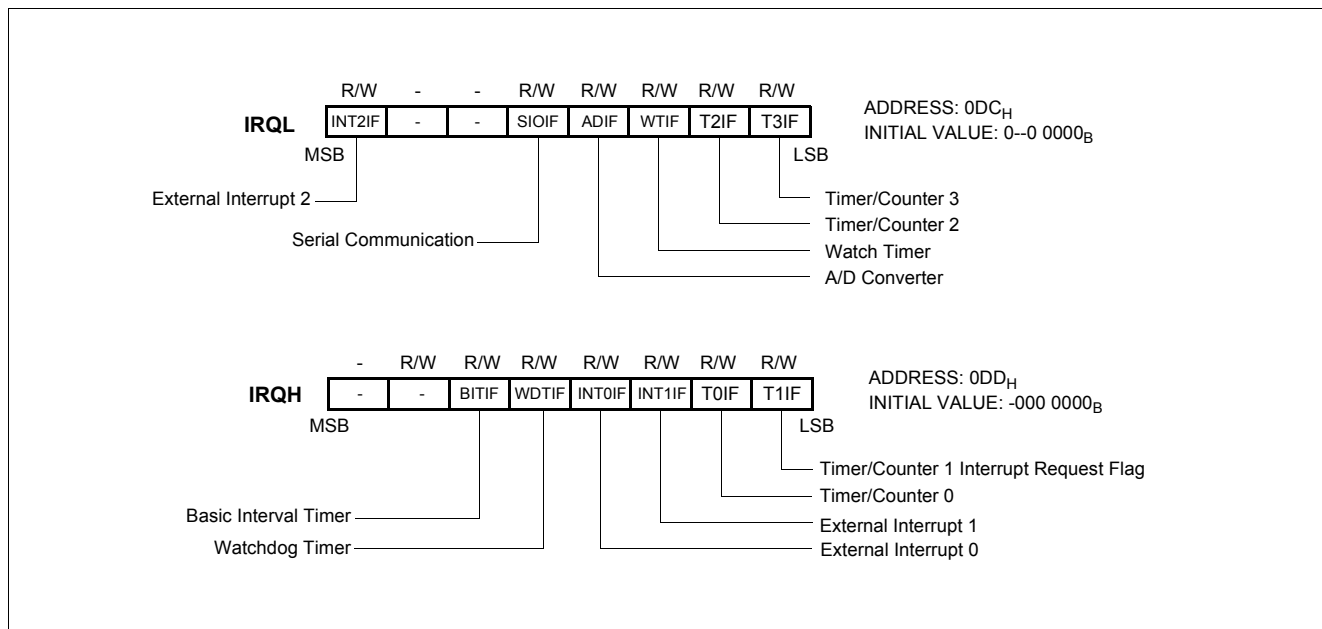 R/W - - R/W R/W R/W R/W R/W
IRQL INT2IF - - SIOIF ADIF WTIF T2IF T3IF
ADDRESS: 0DCH
INITIAL VALUE: 0--0 0000B
MSB LSB
External Interrupt 2
Serial Communication
Timer/Counter 3
Timer/Counter 2
Watch Timer
A/D Converter
- R/W R/W R/W R/W R/W R/W R/W
IRQH - - BITIF WDTIF INT0IF INT1IF T0IF T1IF
ADDRESS: 0DDH
INITIAL VALUE: -000 0000B
MSB LSB
Basic Interval Timer
Watchdog Timer
Timer/Counter 1 Interrupt Request Flag
Timer/Counter 0
External Interrupt 1
External Interrupt 0